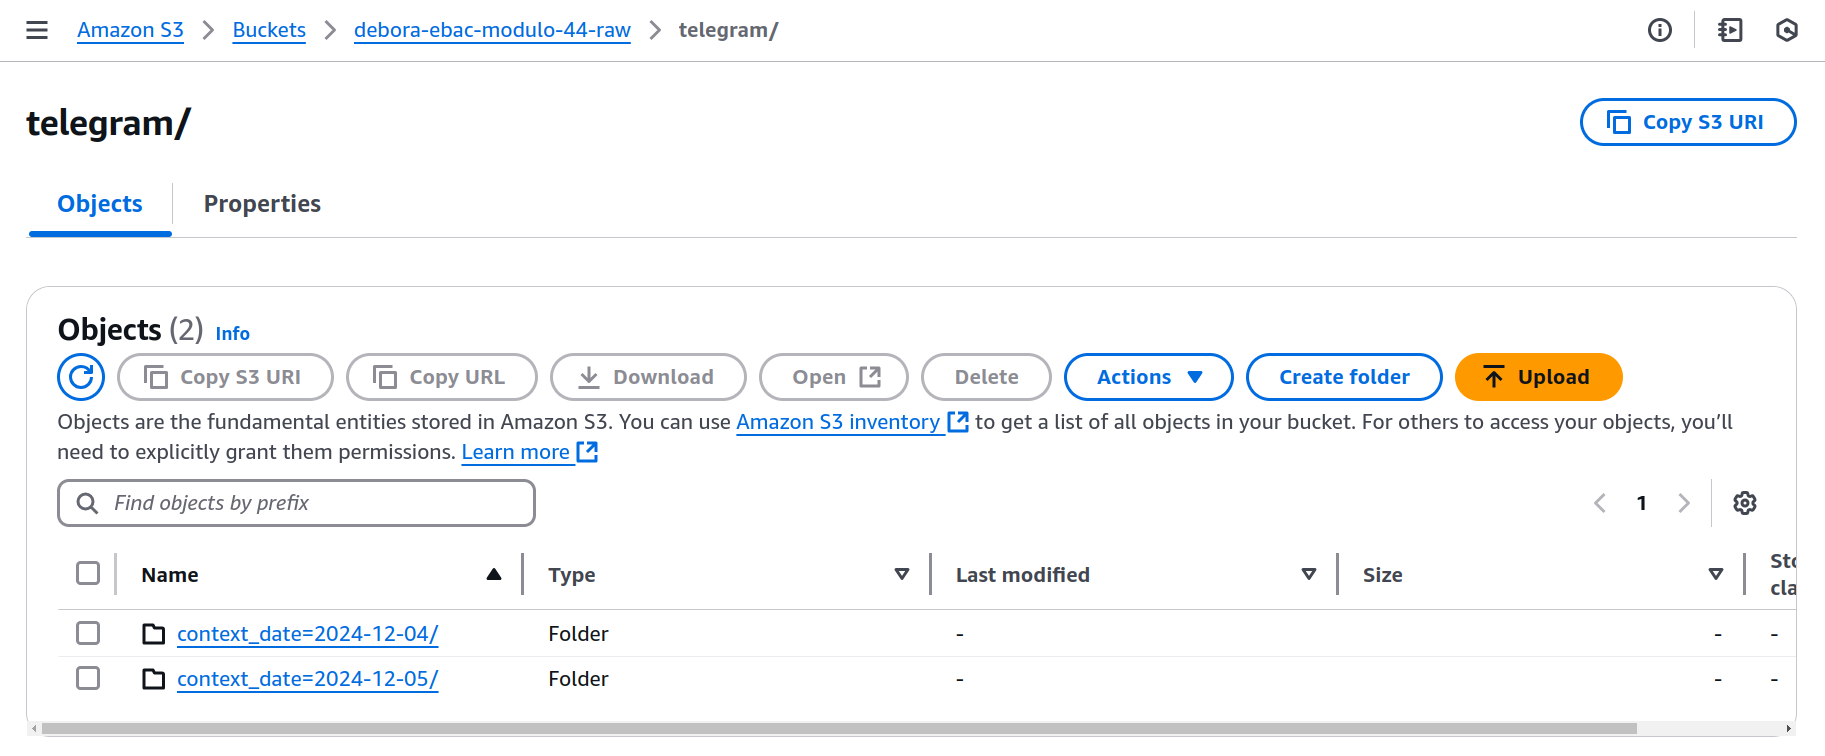 Amazon S3 > Buckets > debora-ebac-modulo-44-raw > telegram/
telegram/
Copy S3 URI
Objects
Properties
Objects (2) Info
Copy S3 URI
Copy URL
Download
Open
Delete
Actions
Create folder
Upload
Objects are the fundamental entities stored in Amazon S3. You can use Amazon S3 inventory to get a list of all objects in your bucket. For others to access your objects, you’ll
need to explicitly grant them permissions. Learn more
Find objects by prefix
1
Name Type Last modified Size
context_date=2024-12-04/ Folder - - -
context_date=2024-12-05/ Folder - - -